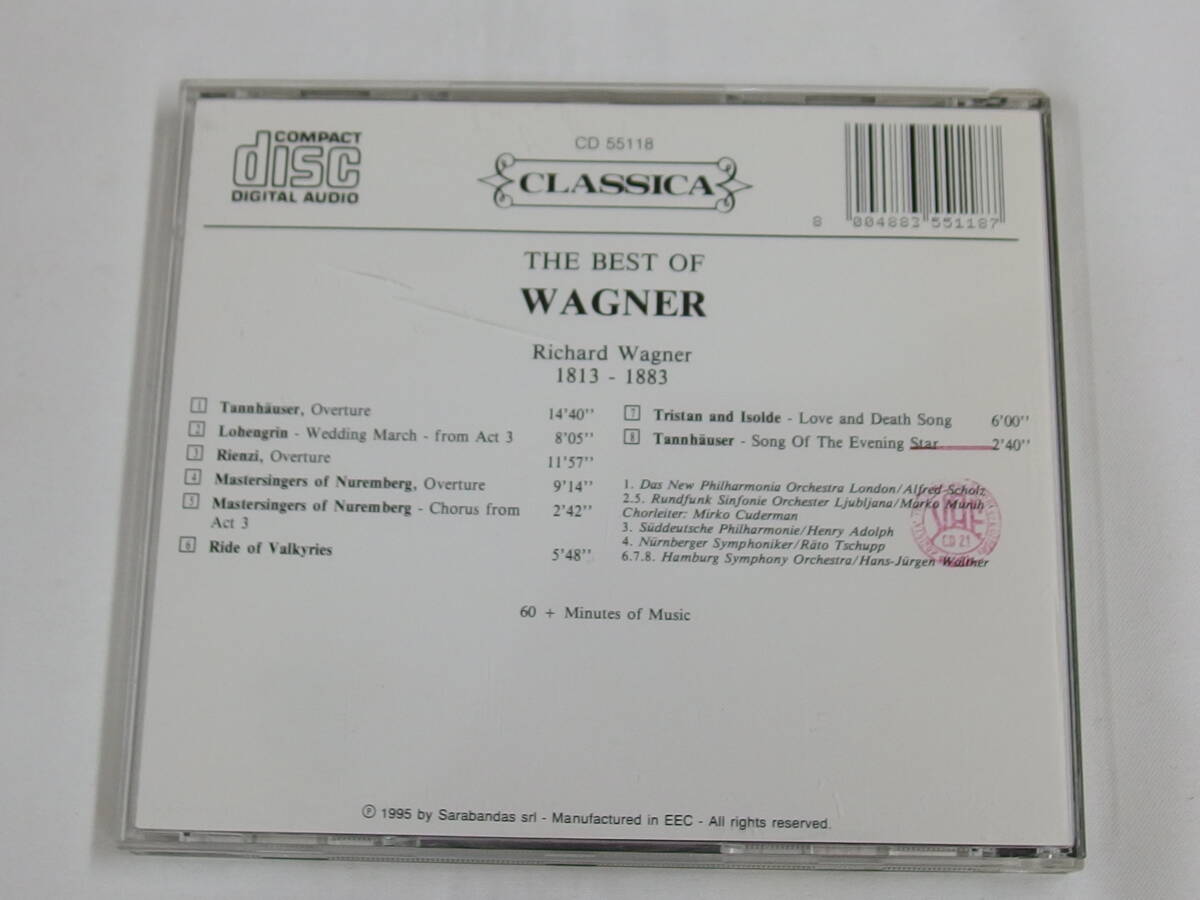 COMPACT
disc
DIGITAL AUDIO
CD 55118
CLASSICA
8 004883 551187
THE BEST OF
WAGNER
Richard Wagner
1813 - 1883
1 Tannhäuser, Overture 14'40''
2 Lohengrin - Wedding March - from Act 3 8'05''
3 Rienzi, Overture 11'57''
4 Mastersingers of Nuremberg, Overture 9'14''
5 Mastersingers of Nuremberg - Chorus from 2'42''
Act 3
6 Ride of Valkyries 5'48''
7 Tristan and Isolde - Love and Death Song 6'00''
8 Tannhäuser - Song Of The Evening Star 2'40''
1. Das New Philharmonia Orchestra London/Alfred Scholz
2.5. Rundfunk Sinfonie Orchester Ljubljana/Marko Munih
Chorleiter: Mirko Cuderman
3. Süddeutsche Philharmonie/Henry Adolph
4. Nürnberger Symphoniker/Räto Tschupp
6.7.8. Hamburg Symphony Orchestra/Hans-Jürgen Walther
SIAE
CD 21
60 + Minutes of Music
℗ 1995 by Sarabandas srl - Manufactured in EEC - All rights reserved.